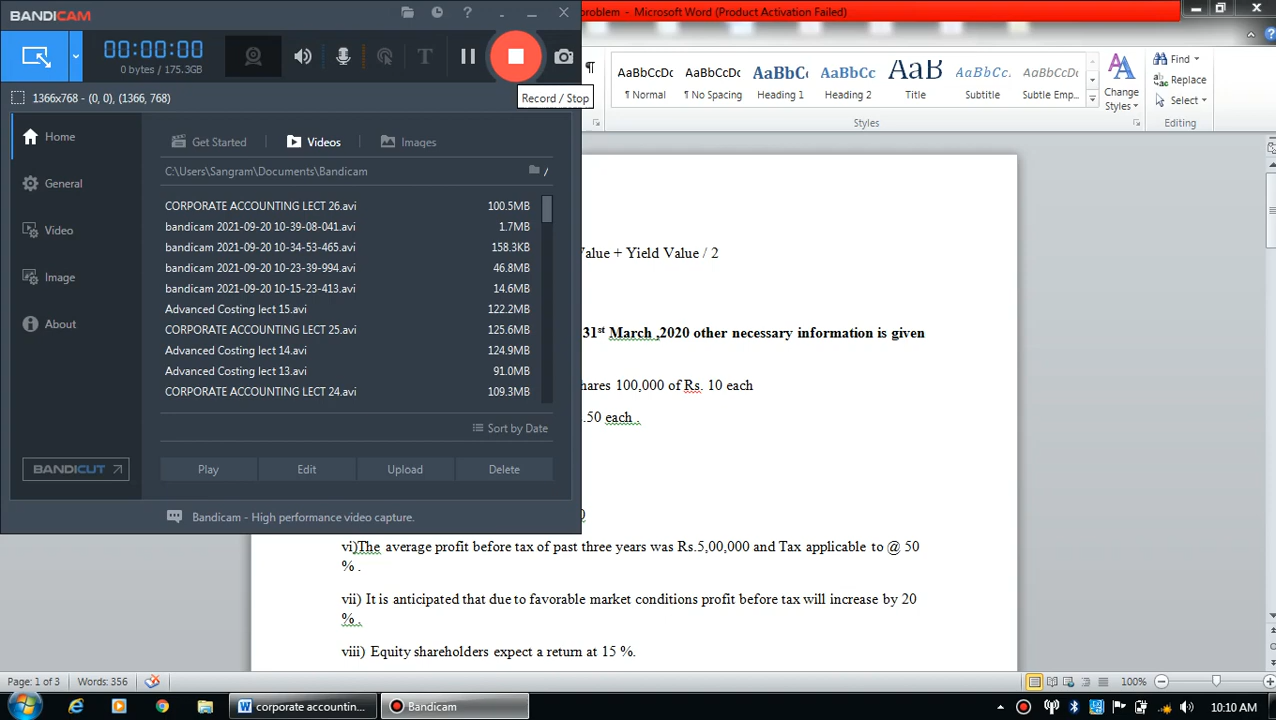 BANDICAM
problem - Microsoft Word (Product Activation Failed)
00:00:00
0 bytes / 175.3GB
Record / Stop
1366x768 - (0, 0), (1366, 768)
AaBbCcDc AaBbCcDc AaBbC AaBbCc AaB AaBbCc. AaBbCcDc
¶ Normal ¶ No Spacing Heading 1 Heading 2 Title Subtitle Subtle Emp...
Change
Styles
Find
Replace
Select
Styles
Editing
Home
General
Video
Image
About
BANDICUT
Get Started
Videos
Images
C:\Users\Sangram\Documents\Bandicam
CORPORATE ACCOUNTING LECT 26.avi 100.5MB
bandicam 2021-09-20 10-39-08-041.avi 1.7MB
bandicam 2021-09-20 10-34-53-465.avi 158.3KB
bandicam 2021-09-20 10-23-39-994.avi 46.8MB
bandicam 2021-09-20 10-15-23-413.avi 14.6MB
Advanced Costing lect 15.avi 122.2MB
CORPORATE ACCOUNTING LECT 25.avi 125.6MB
Advanced Costing lect 14.avi 124.9MB
Advanced Costing lect 13.avi 91.0MB
CORPORATE ACCOUNTING LECT 24.avi 109.3MB
Sort by Date
Play Edit Upload Delete
Bandicam - High performance video capture.
Value + Yield Value / 2
31st March ,2020 other necessary information is given
hares 100,000 of Rs. 10 each
.50 each .
vi)The average profit before tax of past three years was Rs.5,00,000 and Tax applicable to @ 50
% .
vii) It is anticipated that due to favorable market conditions profit before tax will increase by 20
% .
viii) Equity shareholders expect a return at 15 %.
Page: 1 of 3 Words: 356
100%
corporate accountin...
Bandicam
10:10 AM